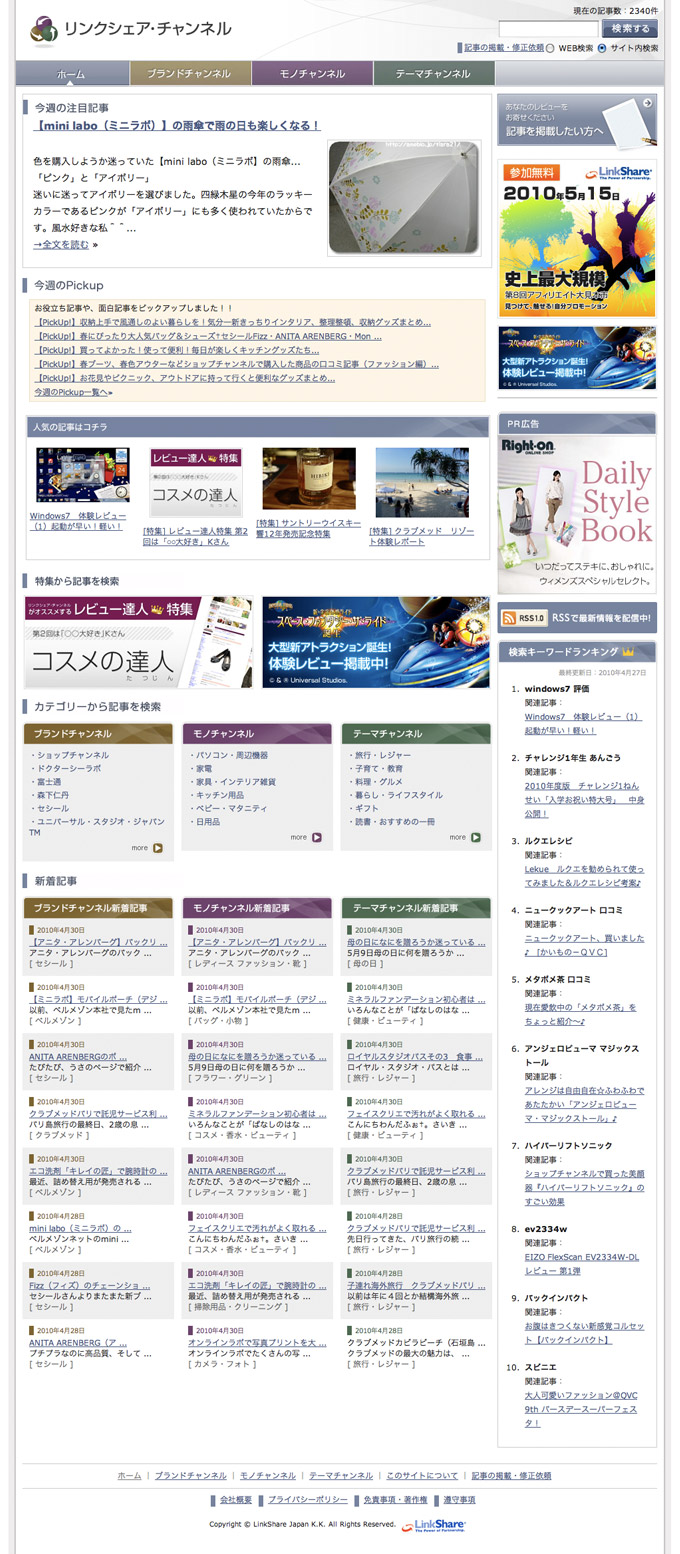 現在の記事数：2340件
リンクシェア・チャンネル
検索する
記事の掲載・修正依頼 WEB検索 サイト内検索
ホーム ブランドチャンネル モノチャンネル テーマチャンネル
今週の注目記事
【mini labo（ミニラボ）】の雨傘で雨の日も楽しくなる！
色を購入しようか迷っていた【mini labo（ミニラボ）】の雨傘…
「ピンク」と「アイボリー」
迷いに迷ってアイボリーを選びました。四緑木星の今年のラッキー
カラーであるピンクが「アイボリー」にも多く使われていたからで
す。風水好きな私＾＾…
→全文を読む »
今週のPickup
お役立ち記事や、面白記事をピックアップしました！！
【PickUp!】収納上手で風通しのよい暮らしを！気分一新きっちりインタリア、整理整頓、収納グッズまとめ…
【PickUp!】春にぴったり大人気バッグ＆シューズ†セシールFizz・ANITA ARENBERG・Mon ...
【PickUp!】買ってよかった！使って便利！毎日が楽しくキッチングッズたち…
【PickUp!】春ブーツ、春色アウターなどショップチャンネルで購入した商品の口コミ記事（ファッション編）…
【PickUp!】お花見やピクニック、アウトドアに持って行くと便利なグッズまとめ…
今週のPickup一覧へ»
人気の記事はコチラ
Windows7　体験レビュー
（1）起動が早い！軽い！
レビュー達人 特集
第2回は「○○大好き」Kさん
コスメの達人
たつじん
[特集] レビュー達人特集 第2
回は「○○大好き」Kさん
[特集] サントリーウイスキー
響12年発売記念特集
[特集] クラブメッド　リゾー
ト体験レポート
特集から記事を検索
リンクシェア・チャンネル
がオススメする レビュー達人 特集
第2回は「○○大好き」Kさん
コスメの達人
たつじん
新・宇宙体感ライド
スペース・ファンタジー・ザ・ライド
誕生
大型新アトラクション誕生！
体験レビュー掲載中！
© & ® Universal Studios.
カテゴリーから記事を検索
ブランドチャンネル
・ショップチャンネル
・ドクターシーラボ
・富士通
・森下仁丹
・セシール
・ユニバーサル・スタジオ・ジャパン
TM
more
モノチャンネル
・パソコン・周辺機器
・家電
・家具・インテリア雑貨
・キッチン用品
・ベビー・マタニティ
・日用品
more
テーマチャンネル
・旅行・レジャー
・子育て・教育
・料理・グルメ
・暮らし・ライフスタイル
・ギフト
・読書・おすすめの一冊
more
新着記事
ブランドチャンネル新着記事
2010年4月30日
【アニタ・アレンバーグ】バックリ ...
アニタ・アレンバーグのバック ...
[ セシール ]
2010年4月30日
【ミニラボ】モバイルポーチ（デジ ...
以前、ベルメゾン本社で見たm ...
[ ベルメゾン ]
2010年4月30日
ANITA ARENBERGのポ ...
たびたび、うさのページで紹介 ...
[ セシール ]
2010年4月30日
クラブメッドバリで託児サービス利 ...
バリ島旅行の最終日、2歳の息 ...
[ クラブメッド ]
2010年4月30日
エコ洗剤「キレイの匠」で腕時計の ...
最近、詰め替え用が発売される ...
[ ベルメゾン ]
2010年4月29日
mini labo（ミニラボ）の ...
ベルメゾンネットのmini ...
[ ベルメゾン ]
2010年4月28日
Fizz（フィズ）のチェーンショ ...
セシールさんよりまたまた新ブ ...
[ セシール ]
2010年4月28日
ANITA ARENBERG（ア ...
プチプラなのに高品質、そして ...
[ セシール ]
モノチャンネル新着記事
2010年4月30日
【アニタ・アレンバーグ】バックリ ...
アニタ・アレンバーグのバック ...
[ レディース ファッション・靴 ]
2010年4月30日
【ミニラボ】モバイルポーチ（デジ ...
以前、ベルメゾン本社で見たm ...
[ バッグ・小物 ]
2010年4月30日
母の日になにを贈ろうか迷っている ...
5月9日母の日に何を贈ろうか ...
[ フラワー・グリーン ]
2010年4月30日
ミネラルファンデーション初心者は ...
いろんなことが「ばなしのはな ...
[ コスメ・香水・ビューティ ]
2010年4月30日
ANITA ARENBERGのポ ...
たびたび、うさのページで紹介 ...
[ レディース ファッション・靴 ]
2010年4月30日
フェイスクリエで汚れがよく取れる ...
こんにちわんだふぉ†。さいき ...
[ コスメ・香水・ビューティ ]
2010年4月30日
エコ洗剤「キレイの匠」で腕時計の ...
最近、詰め替え用が発売される ...
[ 掃除用品・クリーニング ]
2010年4月30日
オンラインラボで写真プリントを大 ...
オンラインラボでたくさんの写 ...
[ カメラ・フォト ]
テーマチャンネル新着記事
2010年4月30日
母の日になにを贈ろうか迷っている ...
5月9日母の日に何を贈ろうか ...
[ 母の日 ]
2010年4月30日
ミネラルファンデーション初心者は ...
いろんなことが「ばなしのはな ...
[ 健康・ビューティ ]
2010年4月30日
ロイヤルスタジオパスその3　食事 ...
ロイヤル・スタジオ・パスとは ...
[ 旅行・レジャー ]
2010年4月30日
フェイスクリエで汚れがよく取れる ...
こんにちわんだふぉ†。さいき ...
[ 健康・ビューティ ]
2010年4月30日
クラブメッドバリで託児サービス利 ...
バリ島旅行の最終日、2歳の息 ...
[ 旅行・レジャー ]
2010年4月29日
クラブメッドバリで託児サービス利 ...
先日行ってきた、バリ旅行の続 ...
[ 旅行・レジャー ]
2010年4月28日
子連れ海外旅行　クラブメッドバリ ...
以前は年に４回とか結構海外旅 ...
[ 旅行・レジャー ]
2010年4月28日
クラブメッドカビラビーチ（石垣島 ...
クラブメッドの最大の魅力は、 ...
[ 旅行・レジャー ]
あなたのレビューを
お寄せください
記事を掲載したい方へ
参加無料 LinkShare
The Power of Partnership.
2010年5月15日
史上最大規模
第8回アフィリエイト大見本市
見つけて、魅せる！自分プロモーション
スペース・ファンタジー・ザ・ライド
大型新アトラクション誕生！
体験レビュー掲載中！
© & ® Universal Studios.
PR広告
Right-on
ONLINE SHOP
Daily
Style
Book
いつだってステキに、おしゃれに。
ウィメンズスペシャルセレクト。
RSS1.0 RSSで最新情報を配信中!
検索キーワードランキング
最終更新日：2010年4月27日
1. windows7 評価
関連記事：
Windows7　体験レビュー（1）
起動が早い！軽い！
2. チャレンジ1年生 あんごう
関連記事：
2010年度版　チャレンジ1ねん
せい「入学お祝い特大号」　中身
公開！
3. ルクエレシピ
関連記事：
Lekue　ルクエを勧められて使っ
てみました＆ルクエレシピ考案♪
4. ニュークックアート 口コミ
関連記事：
ニュークックアート、買いました
♪　[かいもの－ＱＶＣ]
5. メタボメ茶 口コミ
関連記事：
現在愛飲中の「メタボメ茶」を
ちょっと紹介～♪
6. アンジェロピューマ マジックス
トール
関連記事：
アレンジは自由自在☆ふわふわで
あたたかい「アンジェロピュー
マ・マジックストール」♪
7. ハイパーリフトソニック
関連記事：
ショップチャンネルで買った美顔
器『ハイパーリフトソニック』の
すごい効果
8. ev2334w
関連記事：
EIZO FlexScan EV2334W-DL
レビュー 第1弾
9. バックインパクト
関連記事：
お腹はきつくない新感覚コルセッ
ト【バックインパクト】
10. スピニエ
関連記事：
大人可愛いファッション@QVC
9th バースデースーパーフェス
タ！
ホーム | ブランドチャンネル | モノチャンネル | テーマチャンネル | このサイトについて | 記事の掲載・修正依頼
会社概要 プライバシーポリシー 免責事項・著作権 遵守事項
Copyright © LinkShare Japan K.K. All Rights Reserved. LinkShare
The Power of Partnership.